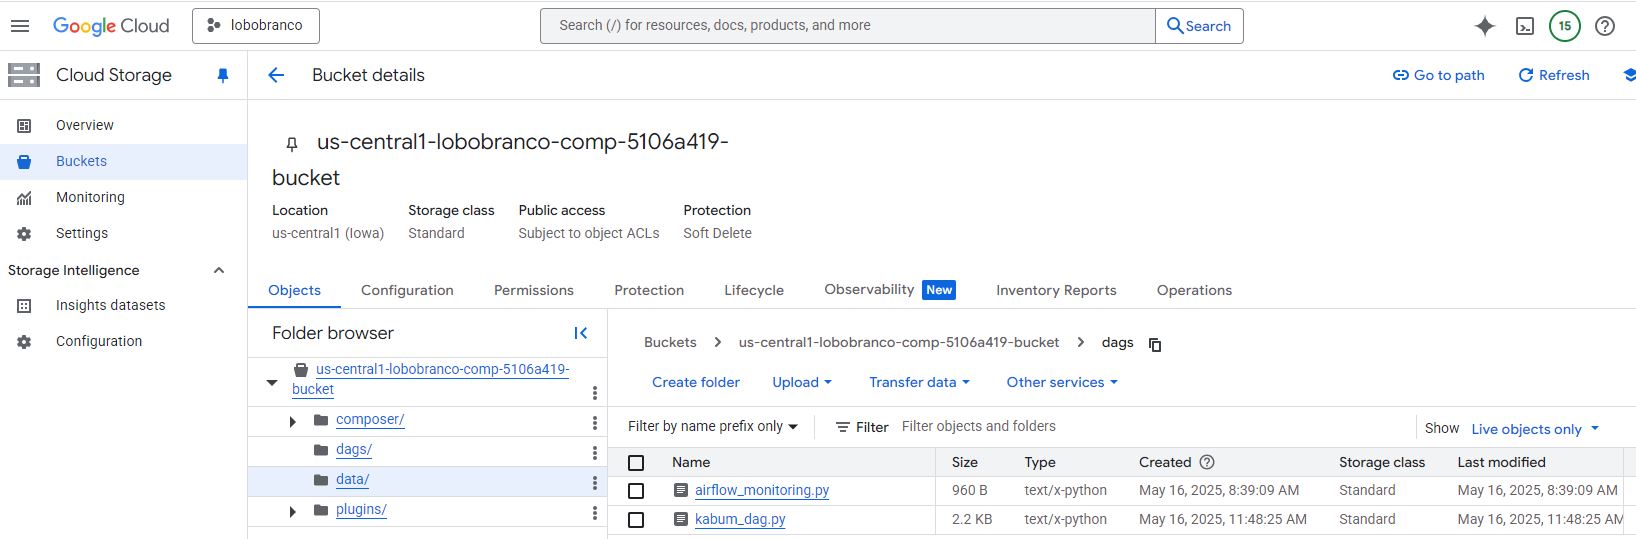 Google Cloud
lobobranco
Search (/) for resources, docs, products, and more
Search
15
Cloud Storage
Bucket details
Go to path
Refresh
Overview
Buckets
Monitoring
Settings
Storage Intelligence
Insights datasets
Configuration
us-central1-lobobranco-comp-5106a419-
bucket
Location Storage class Public access Protection
us-central1 (Iowa) Standard Subject to object ACLs Soft Delete
Objects Configuration Permissions Protection Lifecycle Observability New Inventory Reports Operations
Folder browser
us-central1-lobobranco-comp-5106a419-
bucket
composer/
dags/
data/
plugins/
Buckets > us-central1-lobobranco-comp-5106a419-bucket > dags
Create folder Upload Transfer data Other services
Filter by name prefix only Filter Filter objects and folders Show Live objects only
Name Size Type Created Storage class Last modified
airflow_monitoring.py 960 B text/x-python May 16, 2025, 8:39:09 AM Standard May 16, 2025, 8:39:09 AM
kabum_dag.py 2.2 KB text/x-python May 16, 2025, 11:48:25 AM Standard May 16, 2025, 11:48:25 AM